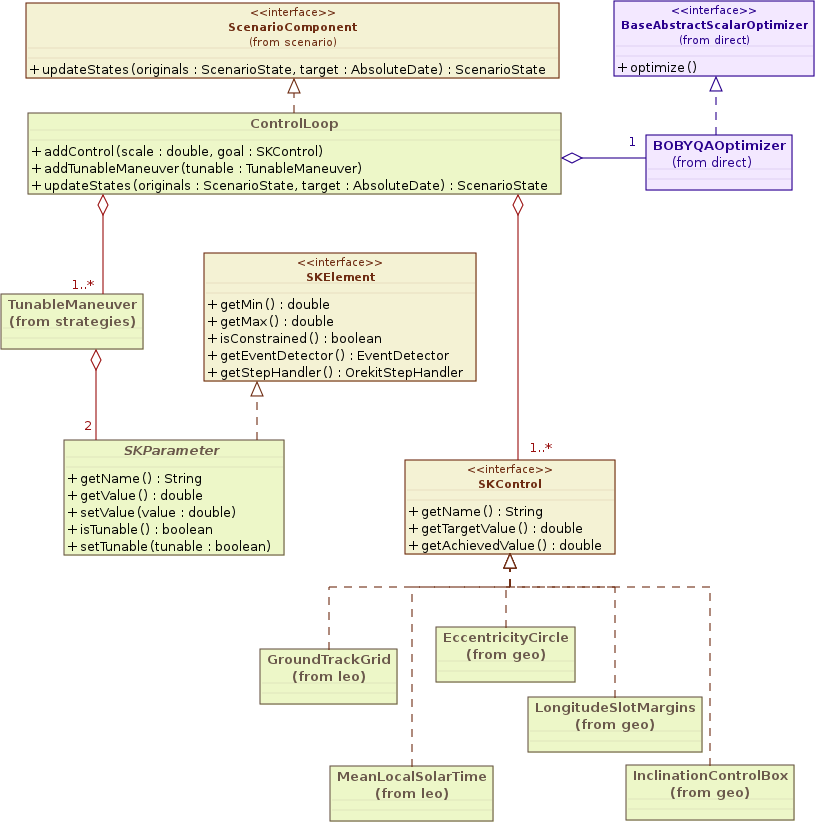 <<interface>>
ScenarioComponent
(from scenario)
+ updateStates(originals : ScenarioState, target : AbsoluteDate) : ScenarioState
<<interface>>
BaseAbstractScalarOptimizer
(from direct)
+ optimize()
ControlLoop
+ addControl(scale : double, goal : SKControl)
+ addTunableManeuver(tunable : TunableManeuver)
+ updateStates(originals : ScenarioState, target : AbsoluteDate) : ScenarioState
1
BOBYQAOptimizer
(from direct)
1..*
TunableManeuver
(from strategies)
<<interface>>
SKElement
+ getMin() : double
+ getMax() : double
+ isConstrained() : boolean
+ getEventDetector() : EventDetector
+ getStepHandler() : OrekitStepHandler
2
SKParameter
+ getName() : String
+ getValue() : double
+ setValue(value : double)
+ isTunable() : boolean
+ setTunable(tunable : boolean)
1..*
<<interface>>
SKControl
+ getName() : String
+ getTargetValue() : double
+ getAchievedValue() : double
GroundTrackGrid
(from leo)
EccentricityCircle
(from geo)
LongitudeSlotMargins
(from geo)
MeanLocalSolarTime
(from leo)
InclinationControlBox
(from geo)